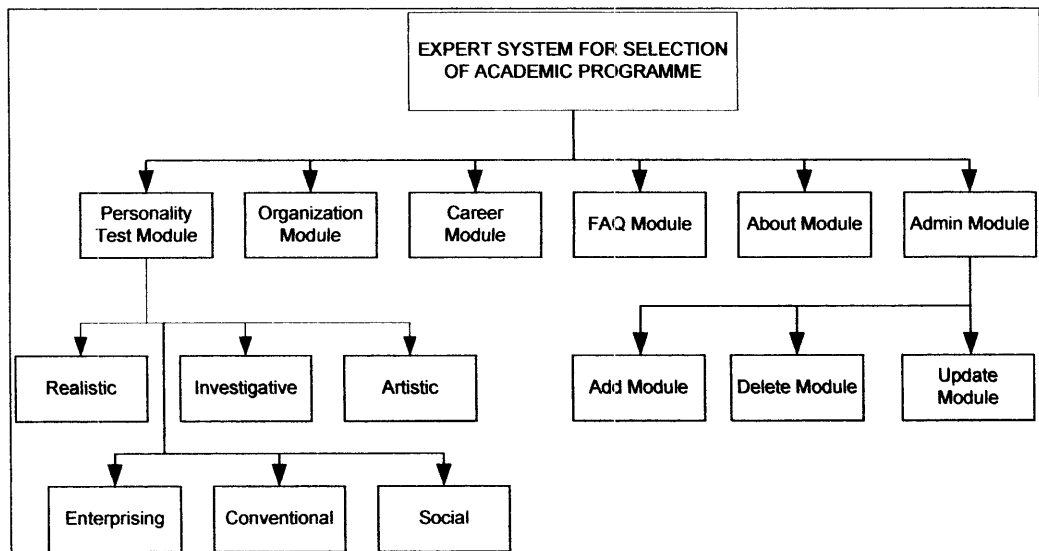 EXPERT SYSTEM FOR SELECTION
OF ACADEMIC PROGRAMME
Personality
Test Module
Organization
Module
Career
Module
FAQ Module
About Module
Admin Module
Realistic
Investigative
Artistic
Add Module
Delete Module
Update
Module
Enterprising
Conventional
Social